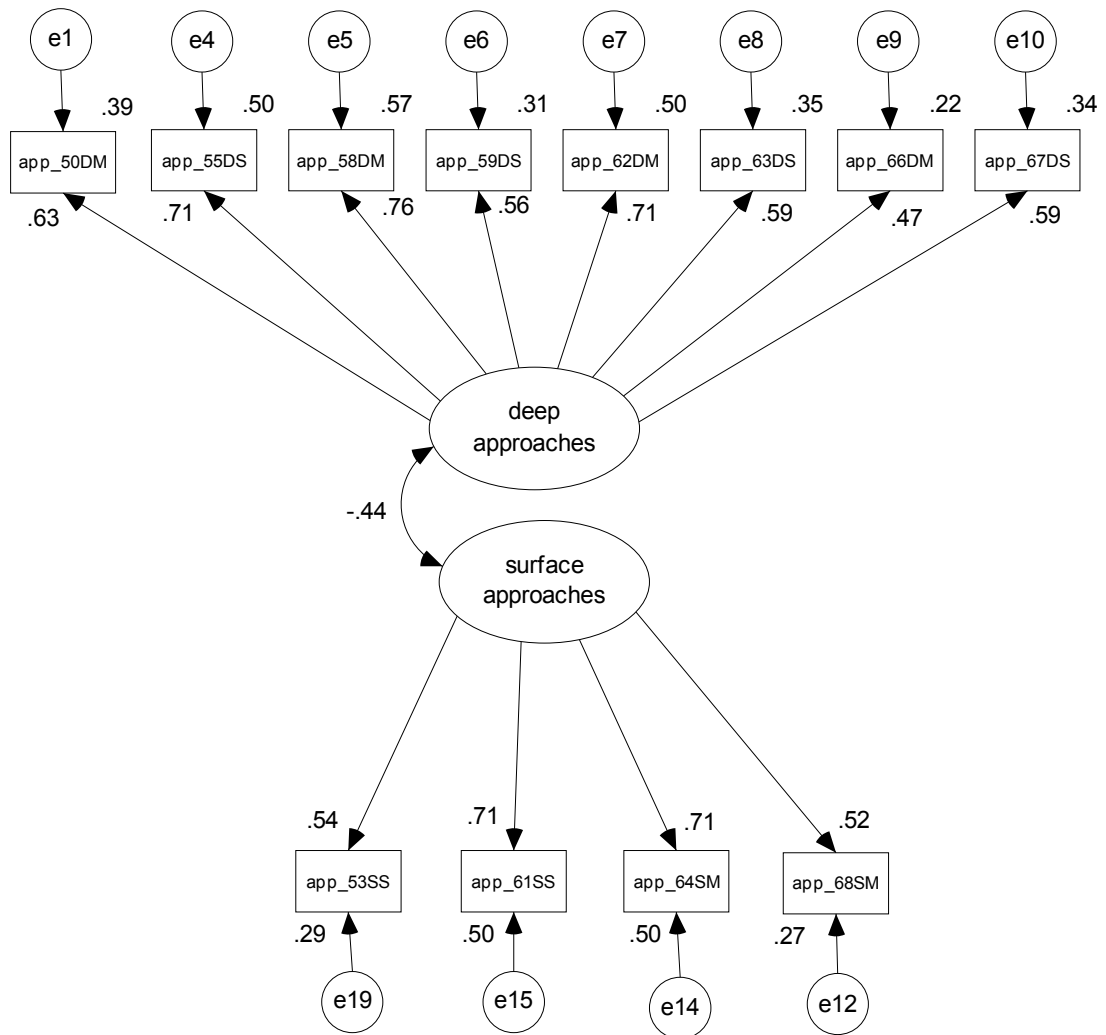 e1 e4 e5 e6 e7 e8 e9 e10
.39 .50 .57 .31 .50 .35 .22 .34
app_50DM app_55DS app_58DM app_59DS app_62DM app_63DS app_66DM app_67DS
.63 .71 .76 .56 .71 .59 .47 .59
deep
approaches
-.44
surface
approaches
.54 .71 .71 .52
app_53SS app_61SS app_64SM app_68SM
.29 .50 .50 .27
e19 e15 e14 e12